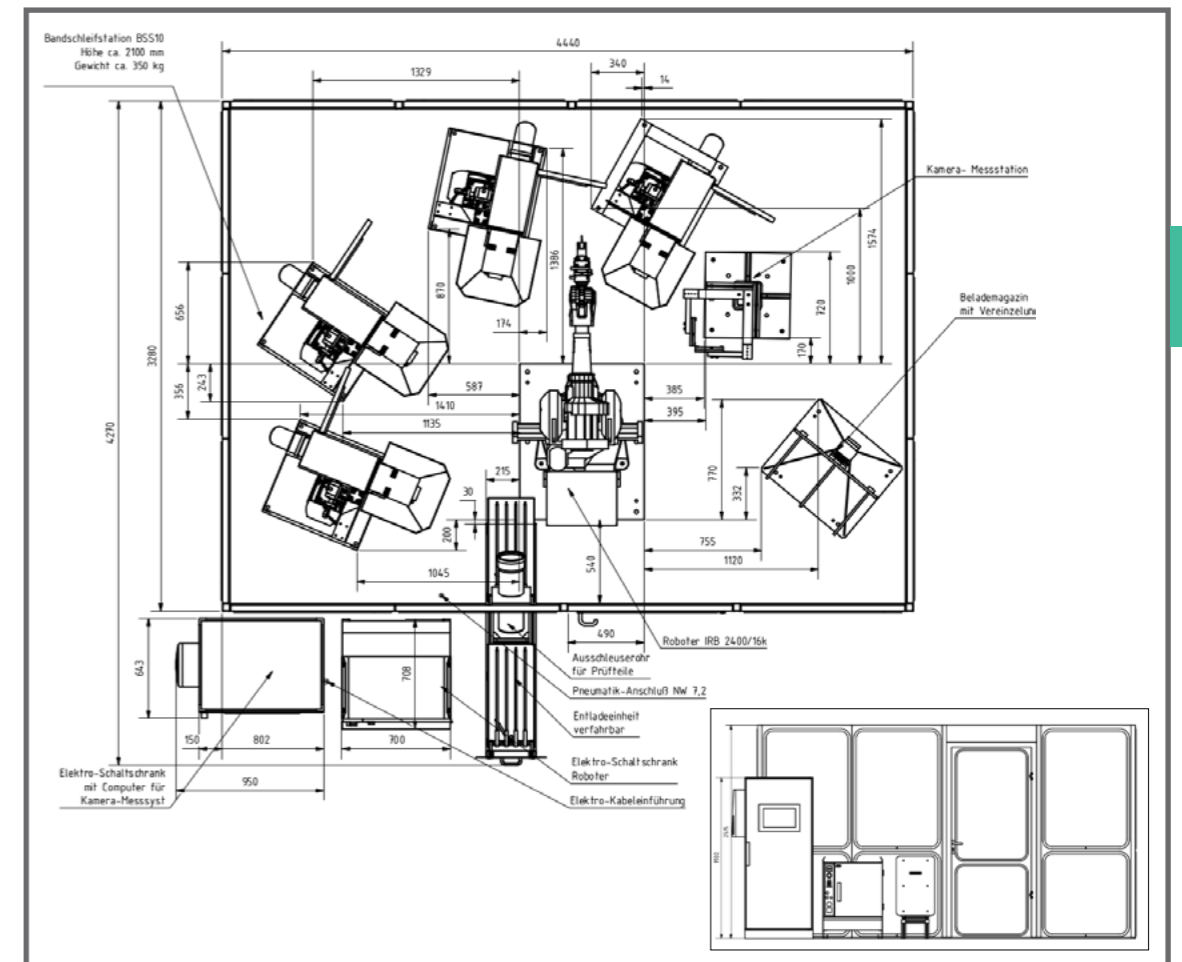 Bandschleifstation BSS10
Höhe ca. 2100 mm
Gewicht ca. 350 kg
4440
1329
340
14
Kamera- Messstation
1574
1000
1386
870
656
720
Belademagazin
mit Vereinzelun
174
170
3280
243
356
587
385
1410
395
4270
1135
770
332
215
30
200
755
540
1120
1045
490
Roboter IRB 2400/16k
643
708
Ausschleuserohr
für Prüfteile
Pneumatik-Anschluß NW 7,2
Entladeeinheit
verfahrbar
150
802
700
Elektro-Schaltschrank
Roboter
Elektro-Schaltschrank
mit Computer für
Kamera-Messsyst
950
Elektro-Kabeleinführung